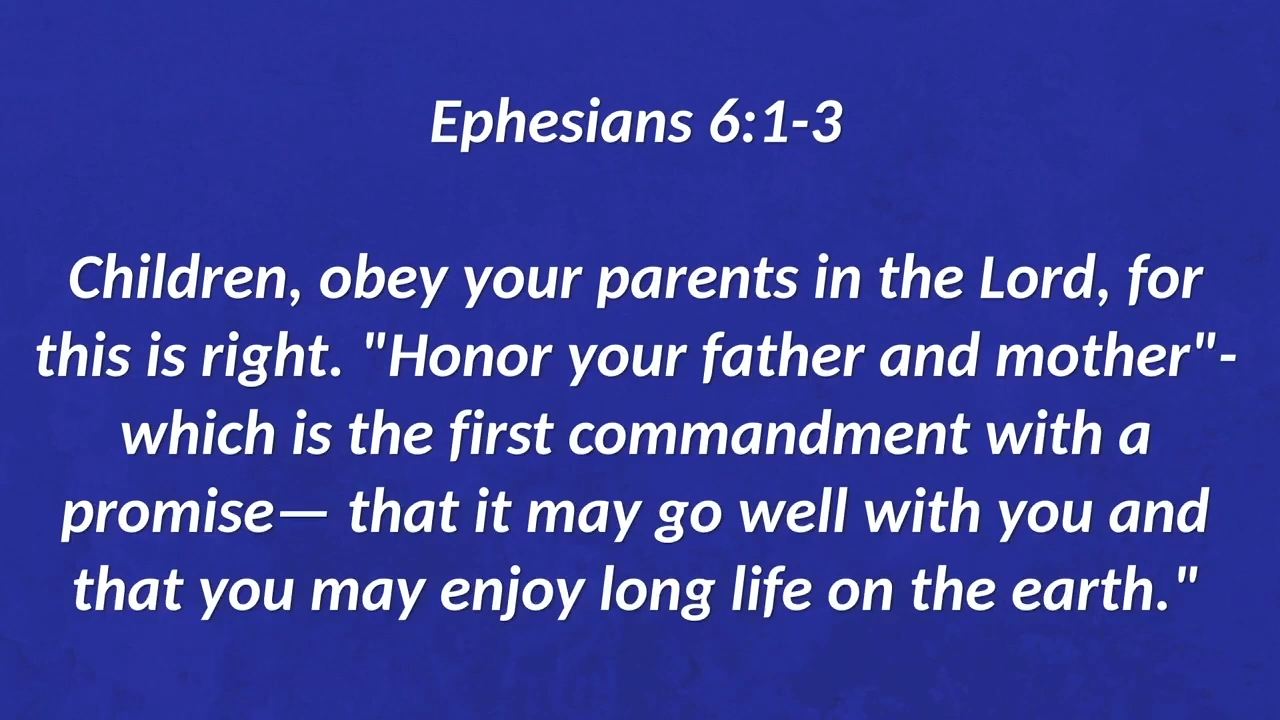 Ephesians 6:1-3
Children, obey your parents in the Lord, for
this is right. "Honor your father and mother"-
which is the first commandment with a
promise— that it may go well with you and
that you may enjoy long life on the earth."